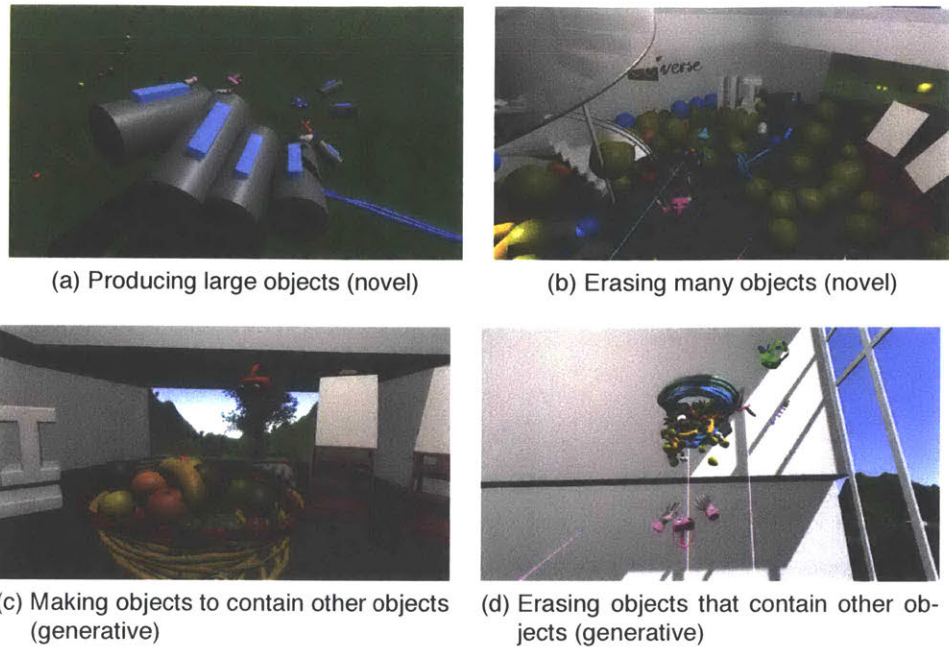 verse
(a) Producing large objects (novel)
(b) Erasing many objects (novel)
(c) Making objects to contain other objects
(generative)
(d) Erasing objects that contain other ob-
jects (generative)